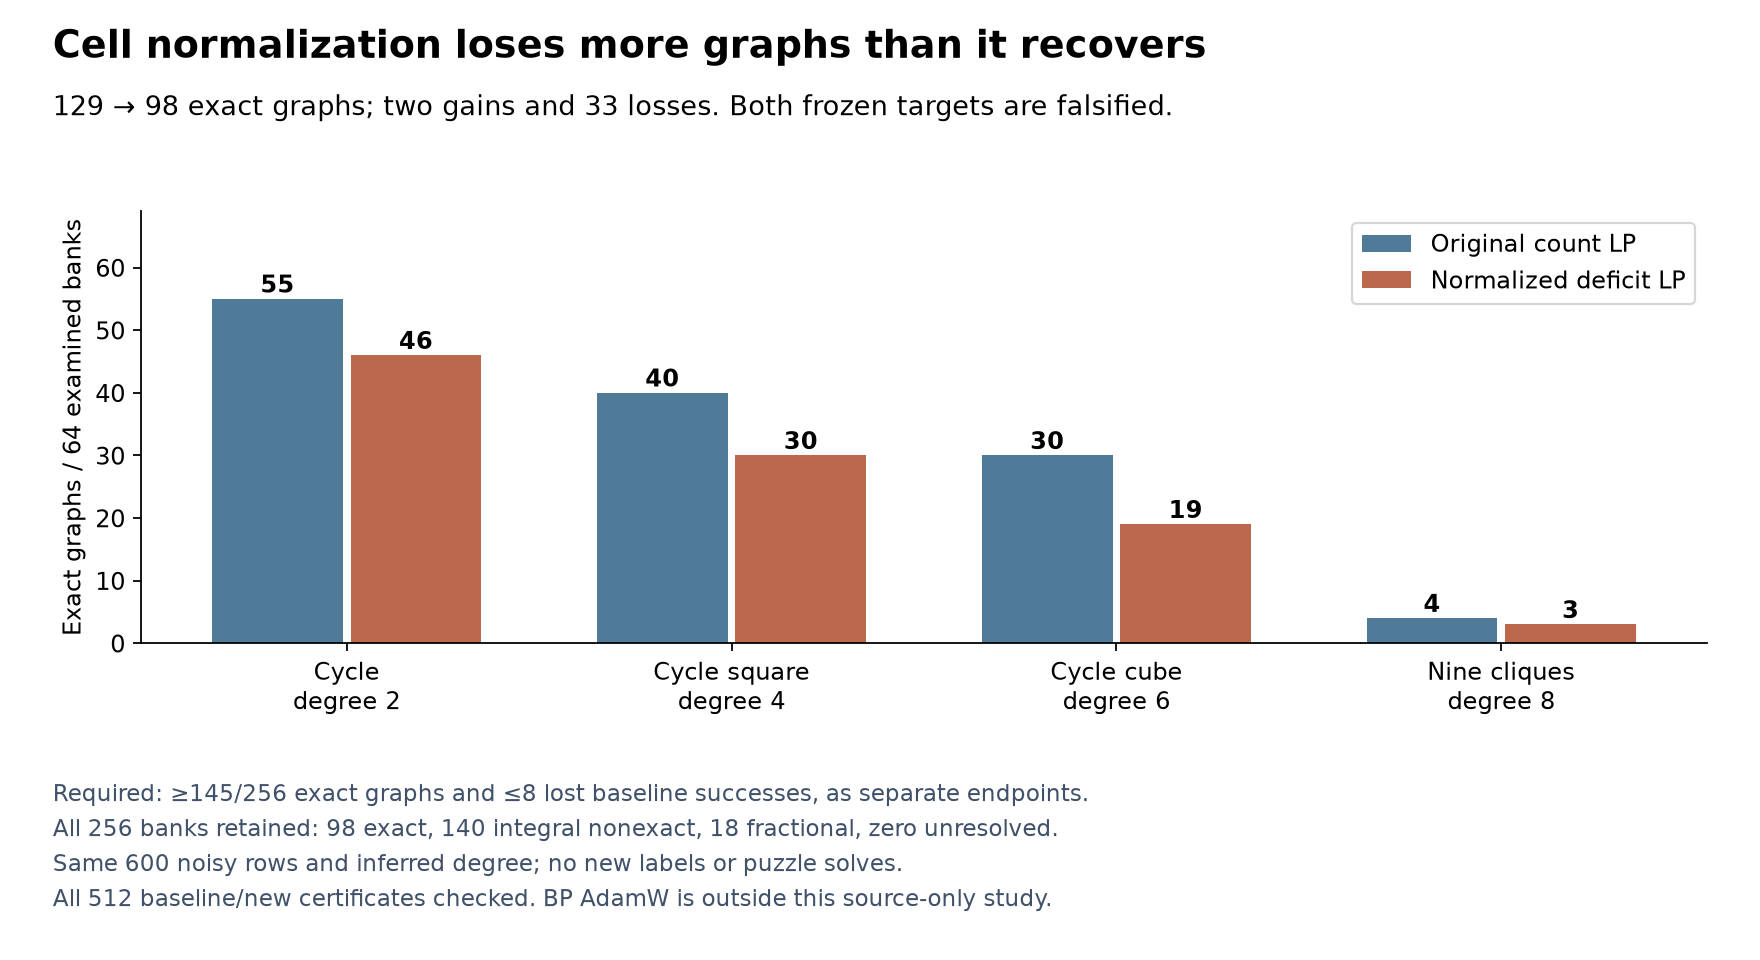 Cell normalization loses more graphs than it recovers
129 → 98 exact graphs; two gains and 33 losses. Both frozen targets are falsified.
Exact graphs / 64 examined banks
60
50
40
30
20
10
0
Original count LP
Normalized deficit LP
55
46
40
30
30
19
4
3
Cycle
degree 2
Cycle square
degree 4
Cycle cube
degree 6
Nine cliques
degree 8
Required: ≥145/256 exact graphs and ≤8 lost baseline successes, as separate endpoints.
All 256 banks retained: 98 exact, 140 integral nonexact, 18 fractional, zero unresolved.
Same 600 noisy rows and inferred degree; no new labels or puzzle solves.
All 512 baseline/new certificates checked. BP AdamW is outside this source-only study.